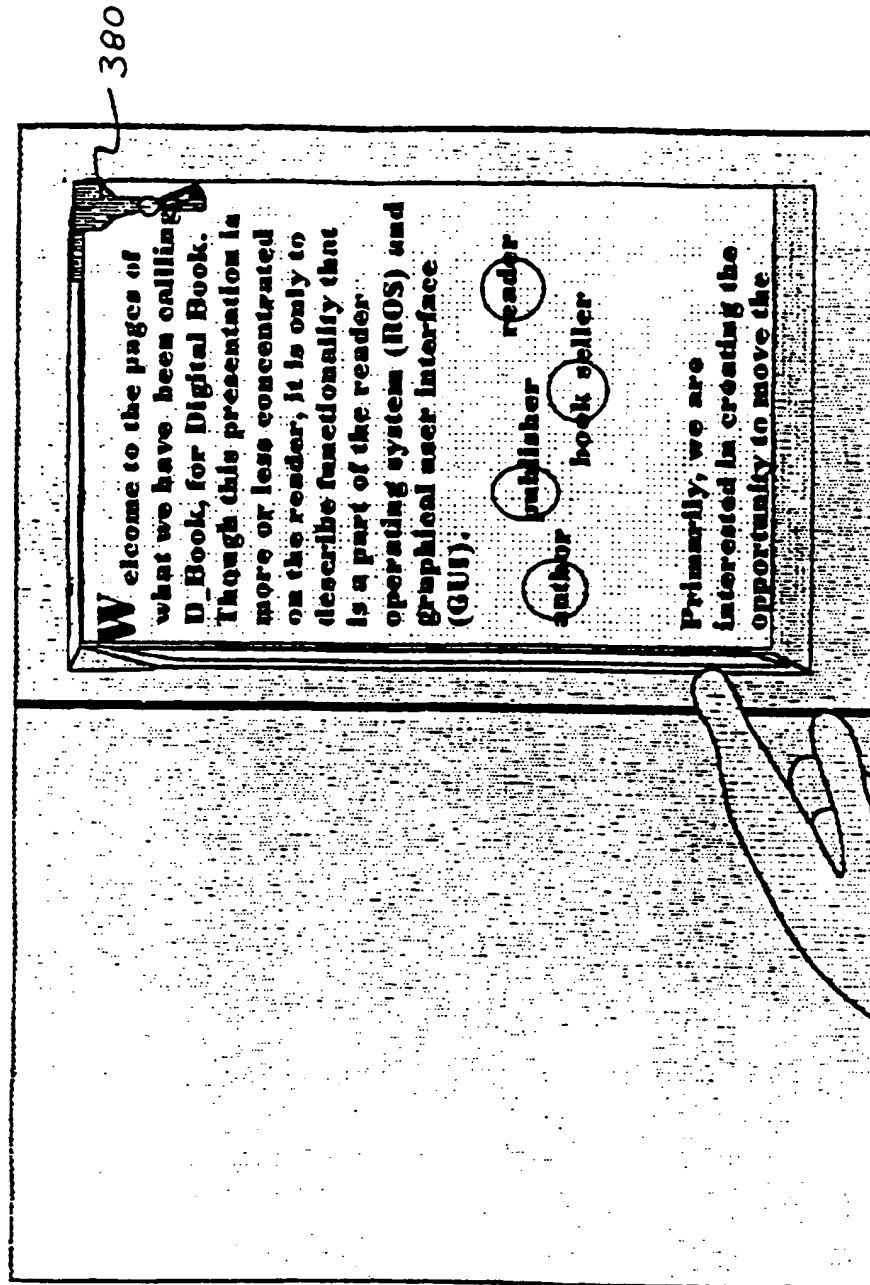 380
Welcome to the pages of
what we have been callling
D_Book, for Digital Book.
Though this presentation is
more or less concentrated
on the reader, it is only to
describe functionality that
is a part of the reader
operating system (ROS) and
graphical user interface
(GUI).
author publisher reader
book seller
Primarily, we are
interested in creating the
opportunity to move the